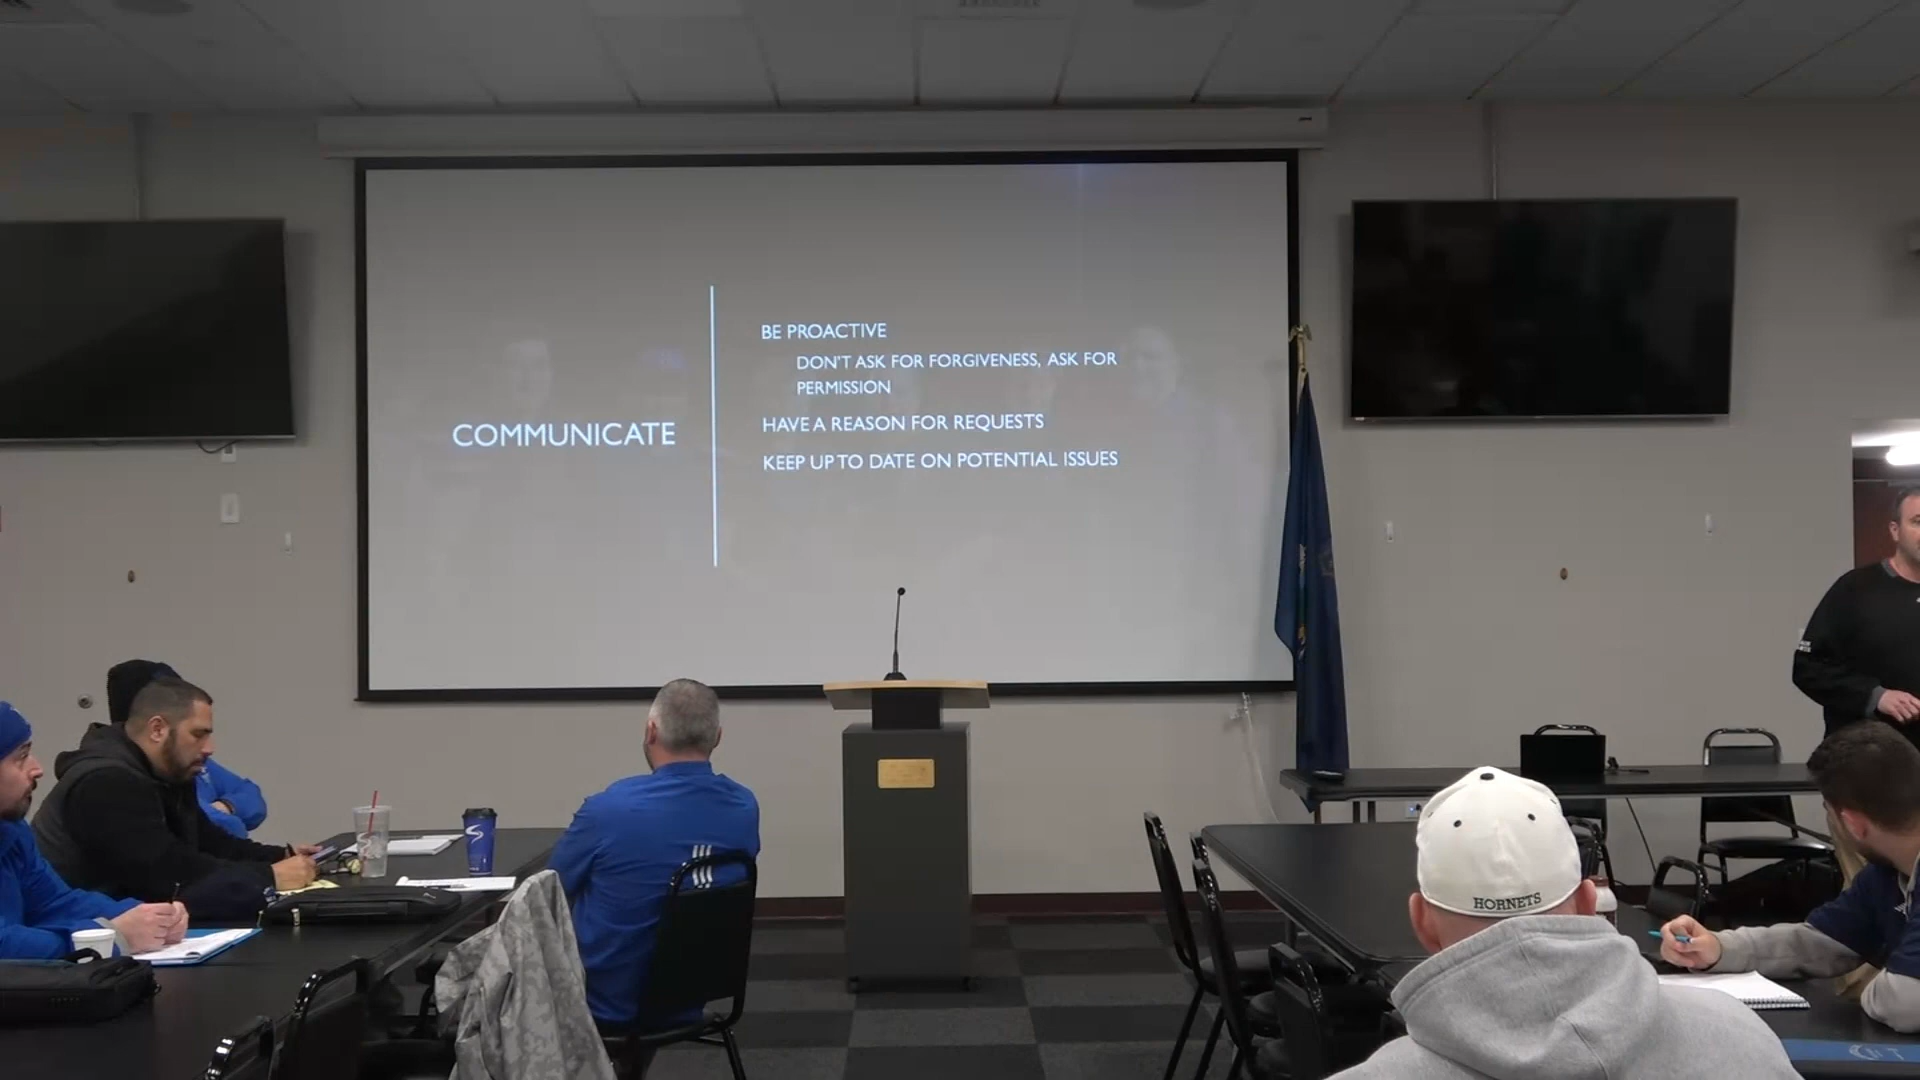 COMMUNICATE
BE PROACTIVE
DON'T ASK FOR FORGIVENESS, ASK FOR
PERMISSION
HAVE A REASON FOR REQUESTS
KEEP UP TO DATE ON POTENTIAL ISSUES
HORNETS